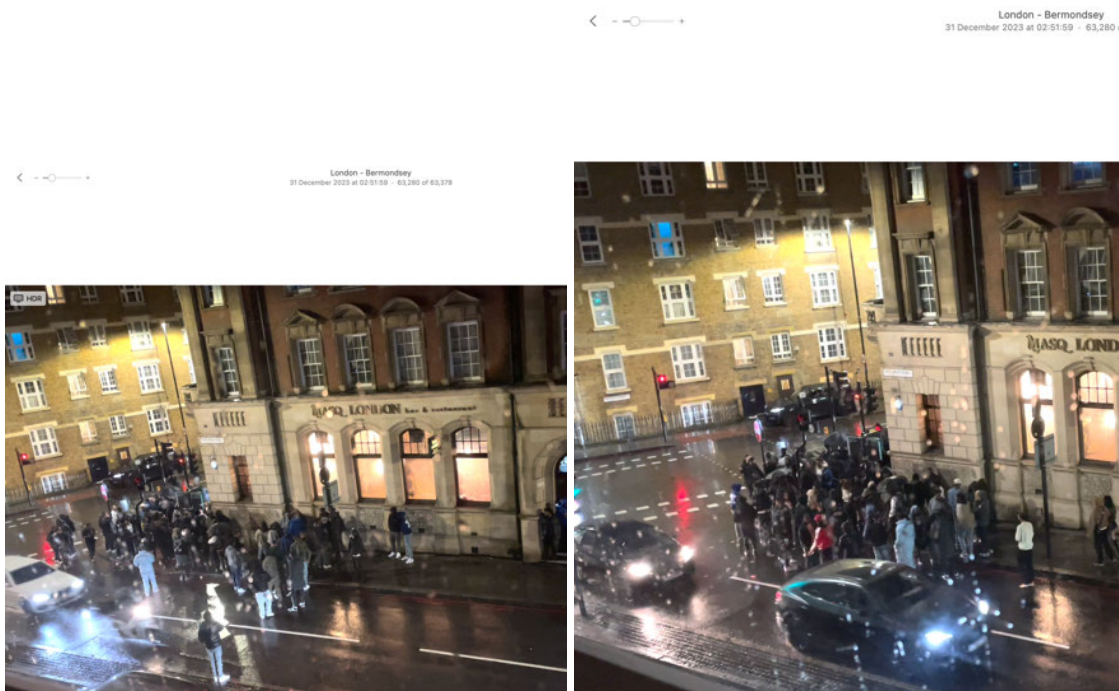 London - Bermondsey
31 December 2023 at 02:51:59 · 63,280 of 63,378
HDR
MASQ LONDON bar & restaurant
London - Bermondsey
31 December 2023 at 02:51:59 · 63,280
MASQ LOND